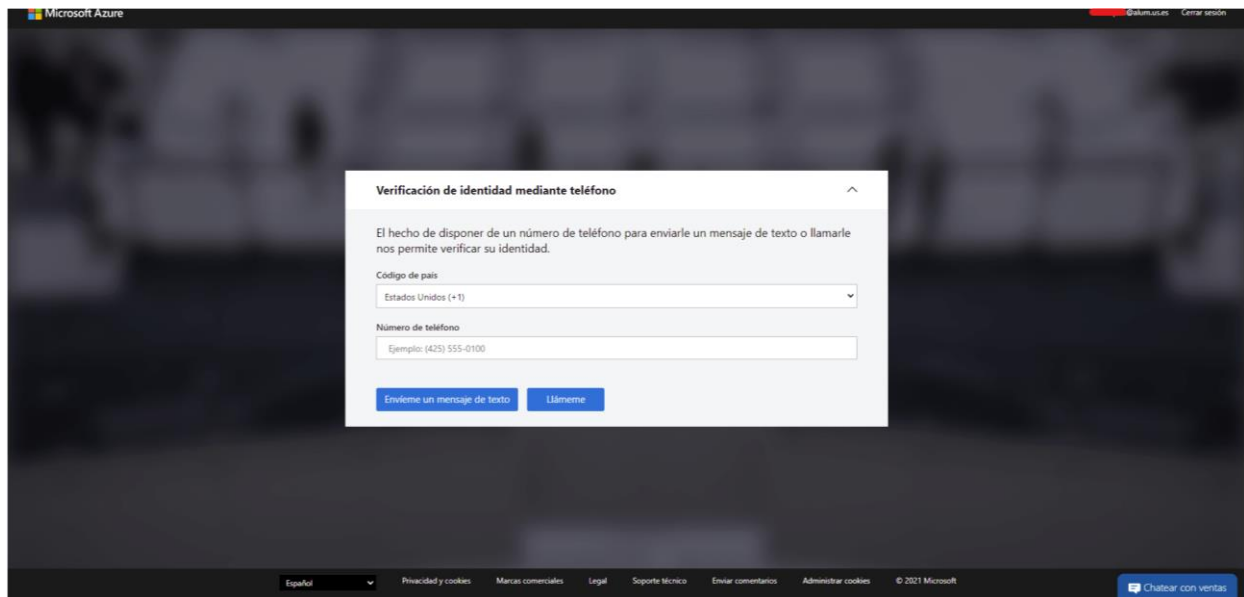 Microsoft Azure
@alum.us.es Cerrar sesión
Verificación de identidad mediante teléfono
El hecho de disponer de un número de teléfono para enviarle un mensaje de texto o llamarle
nos permite verificar su identidad.
Código de país
Estados Unidos (+1)
Número de teléfono
Ejemplo: (425) 555-0100
Envíeme un mensaje de texto Llámeme
Español Privacidad y cookies Marcas comerciales Legal Soporte técnico Enviar comentarios Administrar cookies © 2021 Microsoft
Chatear con ventas